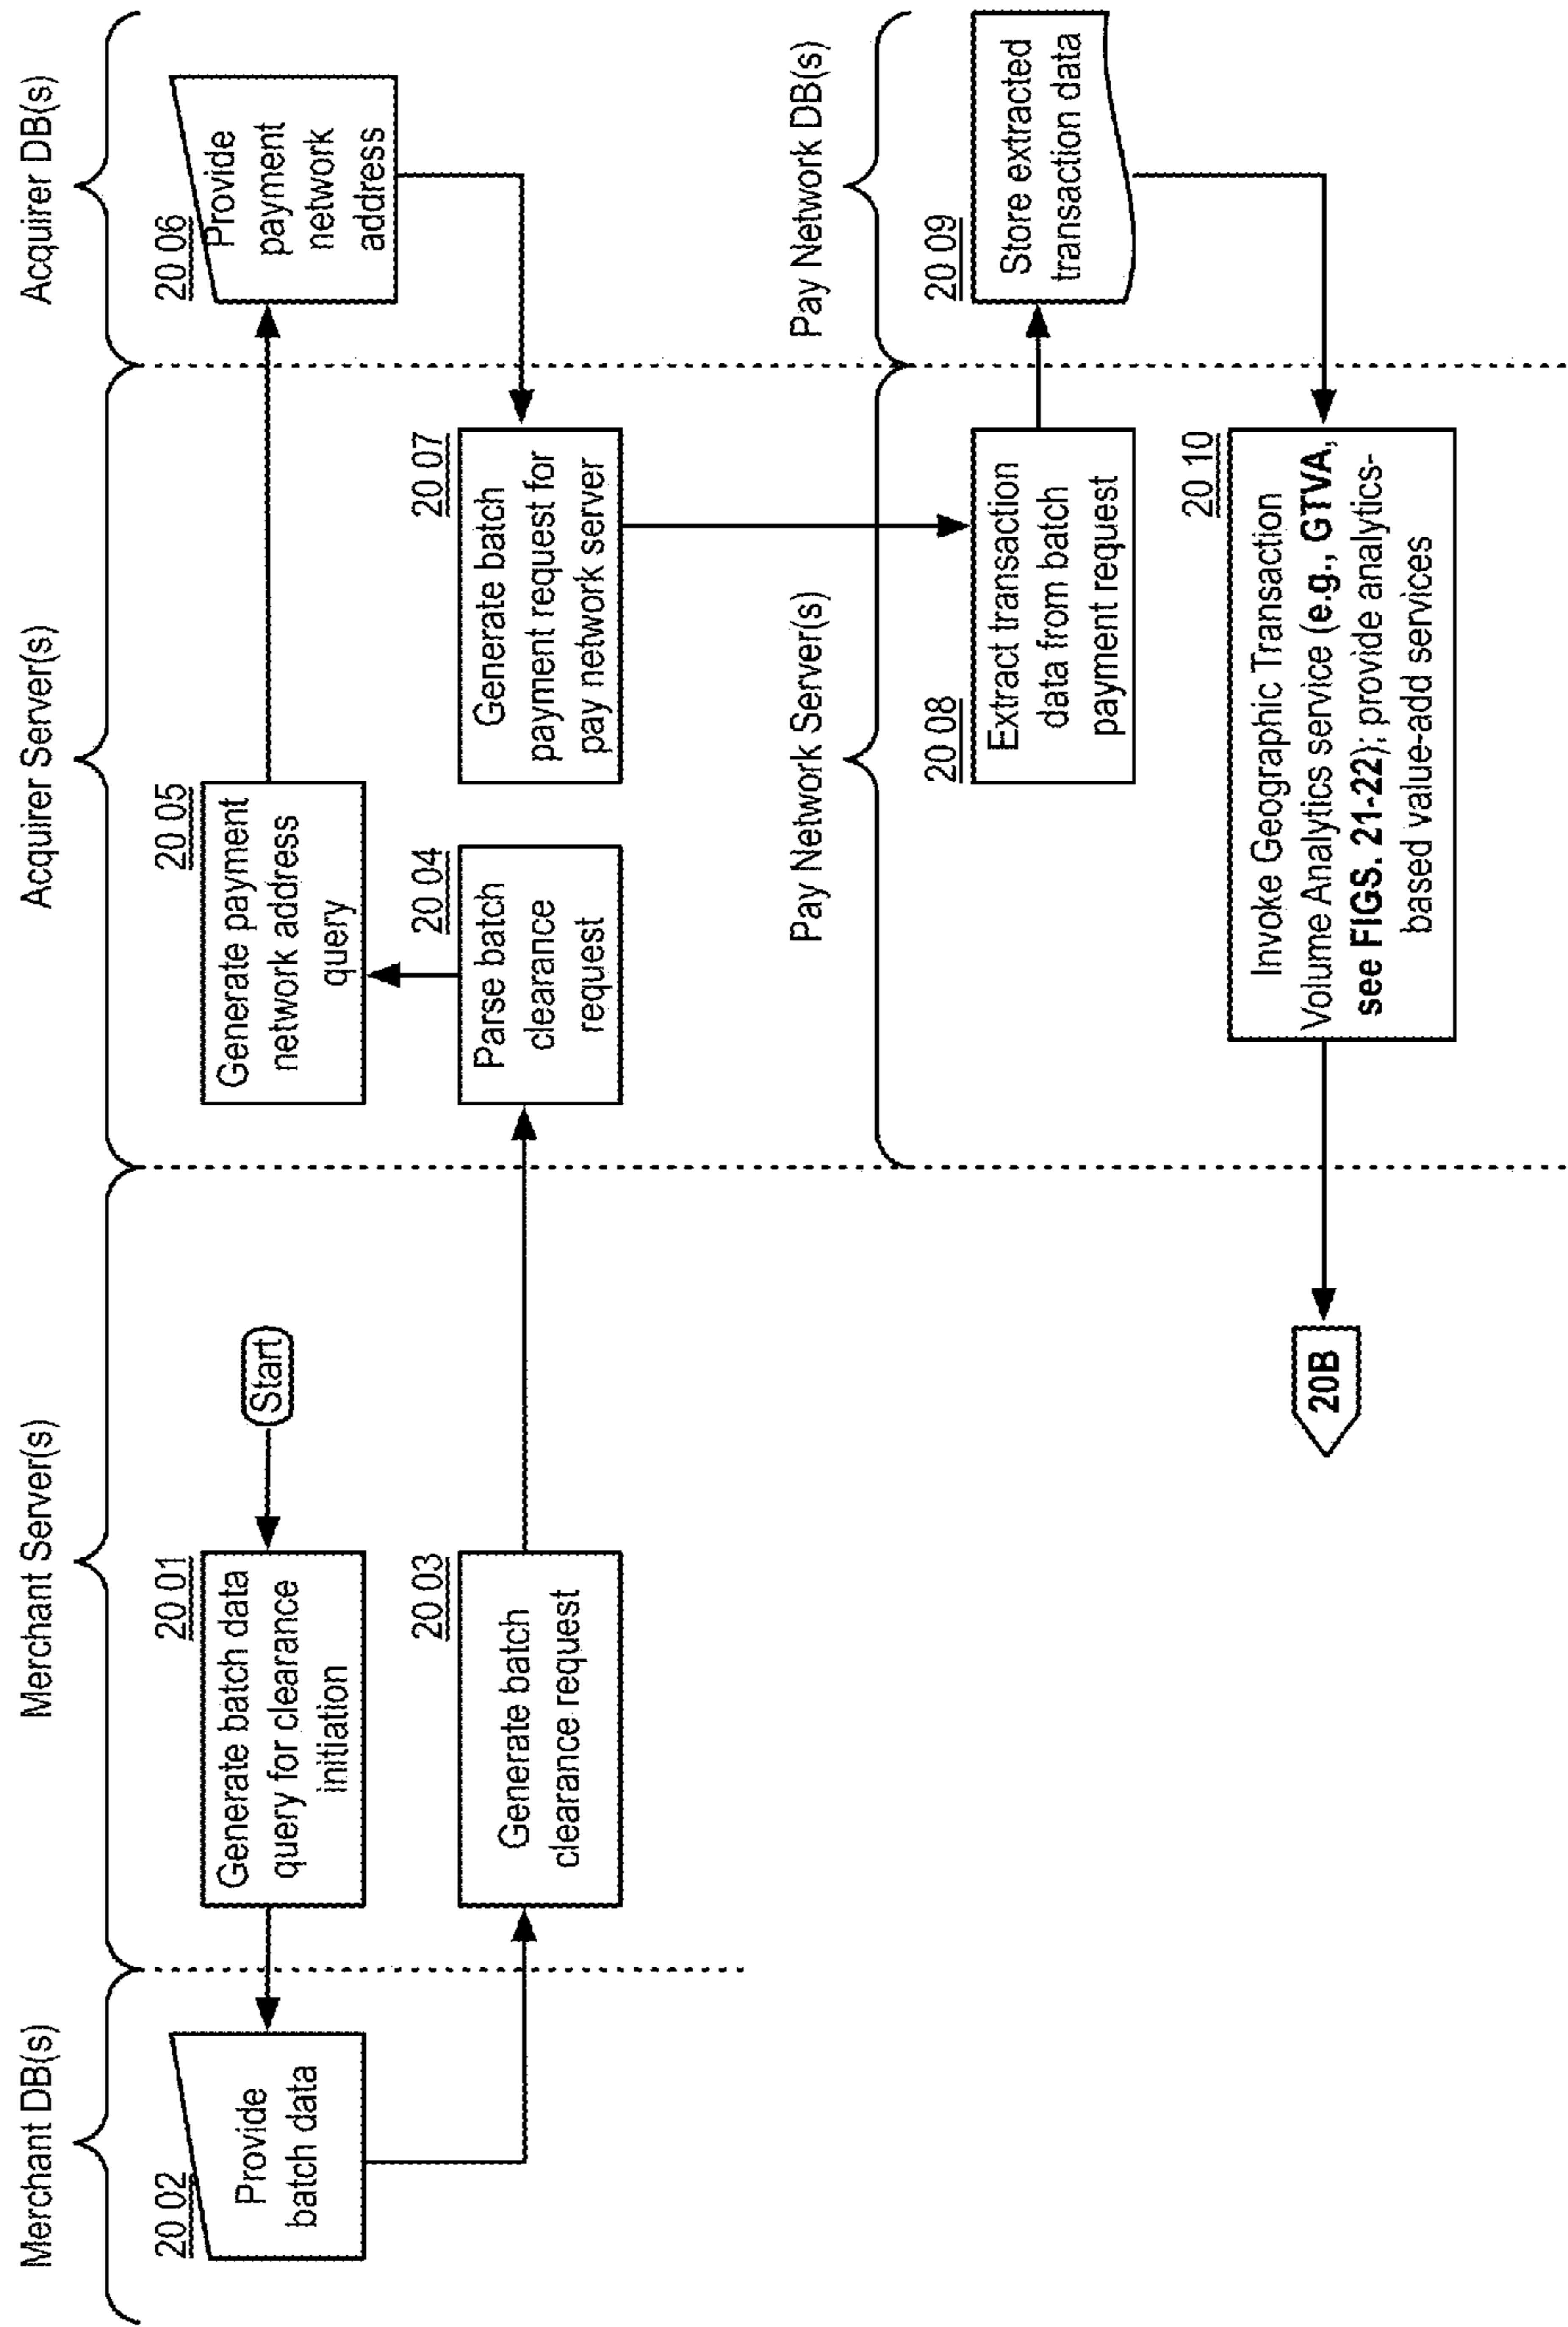 Merchant DB(s)
Merchant Server(s)
Acquirer Server(s)
Acquirer DB(s)
Start
20 01
Generate batch data
query for clearance
initiation
20 02
Provide
batch data
20 03
Generate batch
clearance request
20 04
Parse batch
clearance
request
20 05
Generate payment
network address
query
20 06
Provide
payment
network
address
20 07
Generate batch
payment request for
pay network server
Pay Network Server(s)
Pay Network DB(s)
20 08
Extract transaction
data from batch
payment request
20 09
Store extracted
transaction data
20 10
Invoke Geographic Transaction
Volume Analytics service (e.g., GTVA,
see FIGS. 21-22); provide analytics-
based value-add services
20B